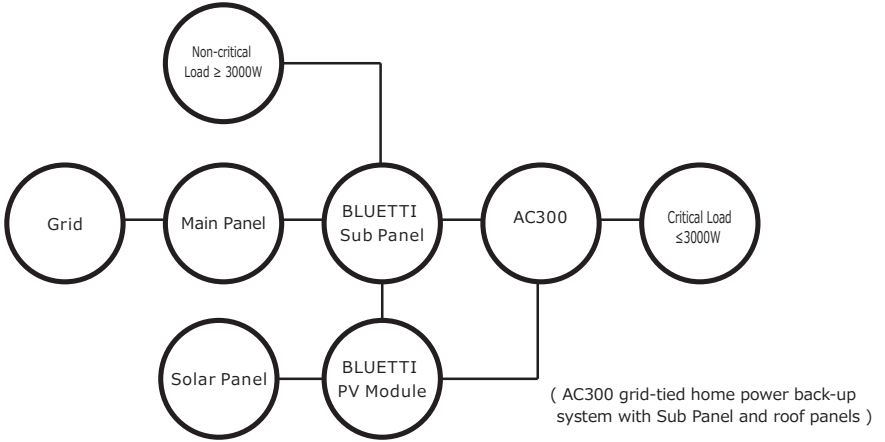 Non-critical
Load ≥ 3000W
Grid
Main Panel
BLUETTI
Sub Panel
AC300
Critical Load
≤3000W
Solar Panel
BLUETTI
PV Module
( AC300 grid-tied home power back-up
system with Sub Panel and roof panels )